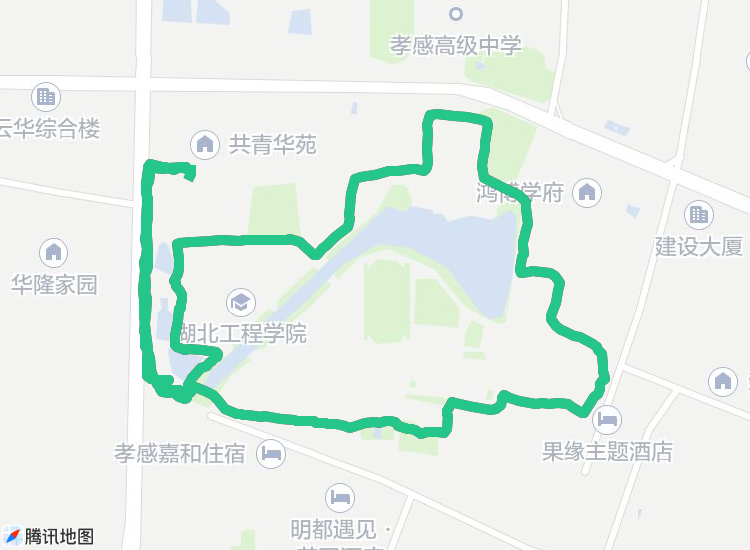 孝感高级中学
云华综合楼
共青华苑
鸿博学府
建设大厦
华隆家园
湖北工程学院
孝感嘉和住宿
果缘主题酒店
明都遇见·
腾讯地图